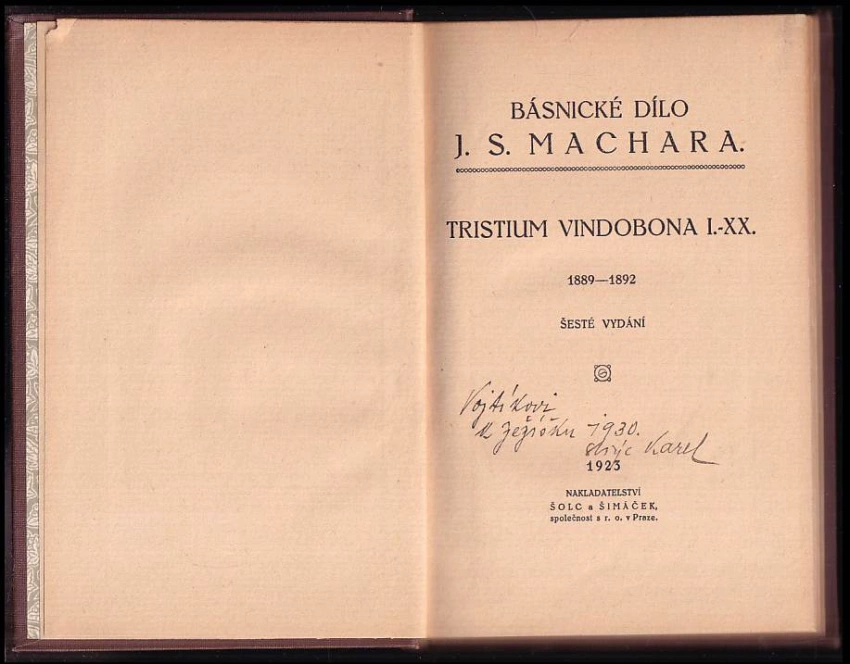 BÁSNICKÉ DÍLO
J. S. MACHARA.
TRISTIUM VINDOBONA I.-XX.
1889—1892
ŠESTÉ VYDÁNÍ
Vojtíkovi
k Ježíšku 1930.
strýc Karel
1923
NAKLADATELSTVÍ
ŠOLC a ŠIMÁČEK,
společnost s r. o. v Praze.